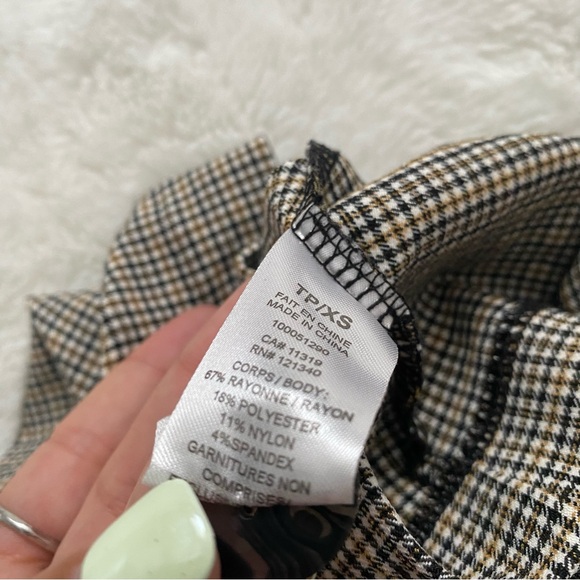 TP/XS
FAIT EN CHINE
MADE IN CHINA
100051290
CA# 11319
RN# 121340
CORPS/BODY:
67% RAYONNE/RAYON
18% POLYESTER
11% NYLON
4% SPANDEX
GARNITURES NON
COMPRISES/